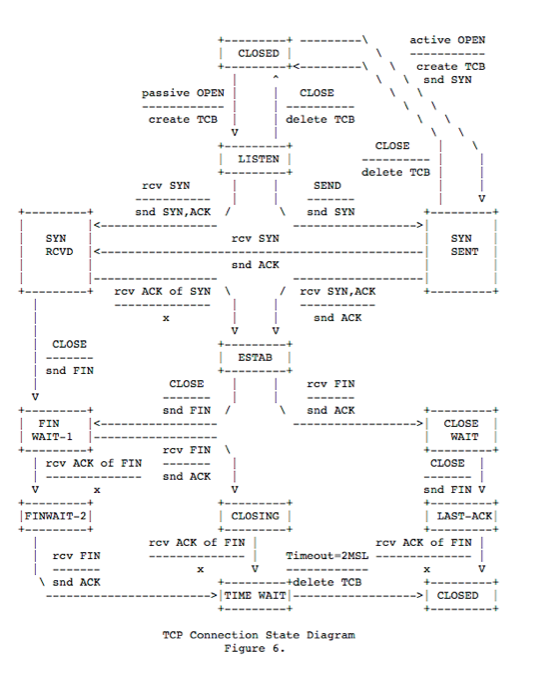 active OPEN
CLOSED
create TCB
snd SYN
passive OPEN CLOSE
create TCB delete TCB
CLOSE
LISTEN
delete TCB
rcv SYN SEND
snd SYN,ACK snd SYN
SYN rcv SYN SYN
RCVD SENT
snd ACK
rcv ACK of SYN rcv SYN,ACK
x snd ACK
CLOSE
ESTAB
snd FIN
CLOSE rcv FIN
snd FIN snd ACK
FIN CLOSE
WAIT-1 WAIT
rcv FIN
rcv ACK of FIN CLOSE
snd ACK
x snd FIN
FINWAIT-2 CLOSING LAST-ACK
rcv ACK of FIN rcv ACK of FIN
rcv FIN Timeout=2MSL
x x
snd ACK delete TCB
TIME WAIT CLOSED
TCP Connection State Diagram
Figure 6.